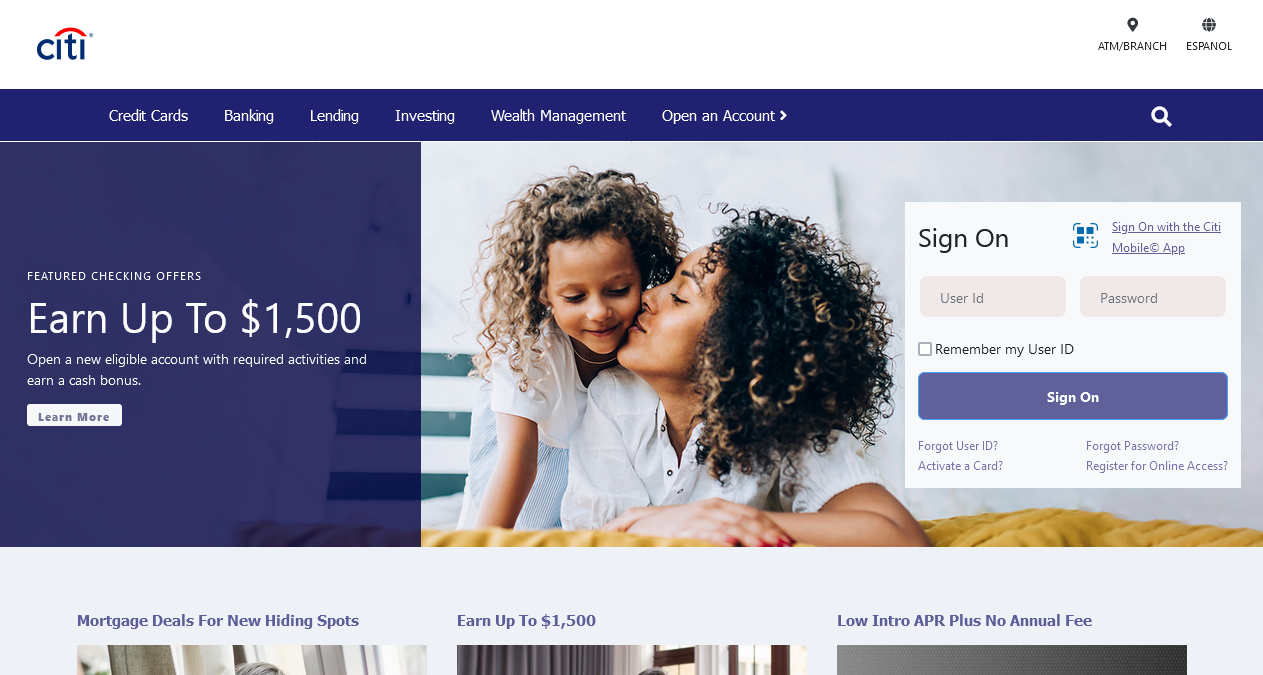 citi®
ATM/BRANCH
ESPANOL
Credit Cards
Banking
Lending
Investing
Wealth Management
Open an Account
FEATURED CHECKING OFFERS
Earn Up To $1,500
Open a new eligible account with required activities and
earn a cash bonus.
Learn More
Sign On
Sign On with the Citi
Mobile© App
User Id
Password
Remember my User ID
Sign On
Forgot User ID?
Forgot Password?
Activate a Card?
Register for Online Access?
Mortgage Deals For New Hiding Spots
Earn Up To $1,500
Low Intro APR Plus No Annual Fee